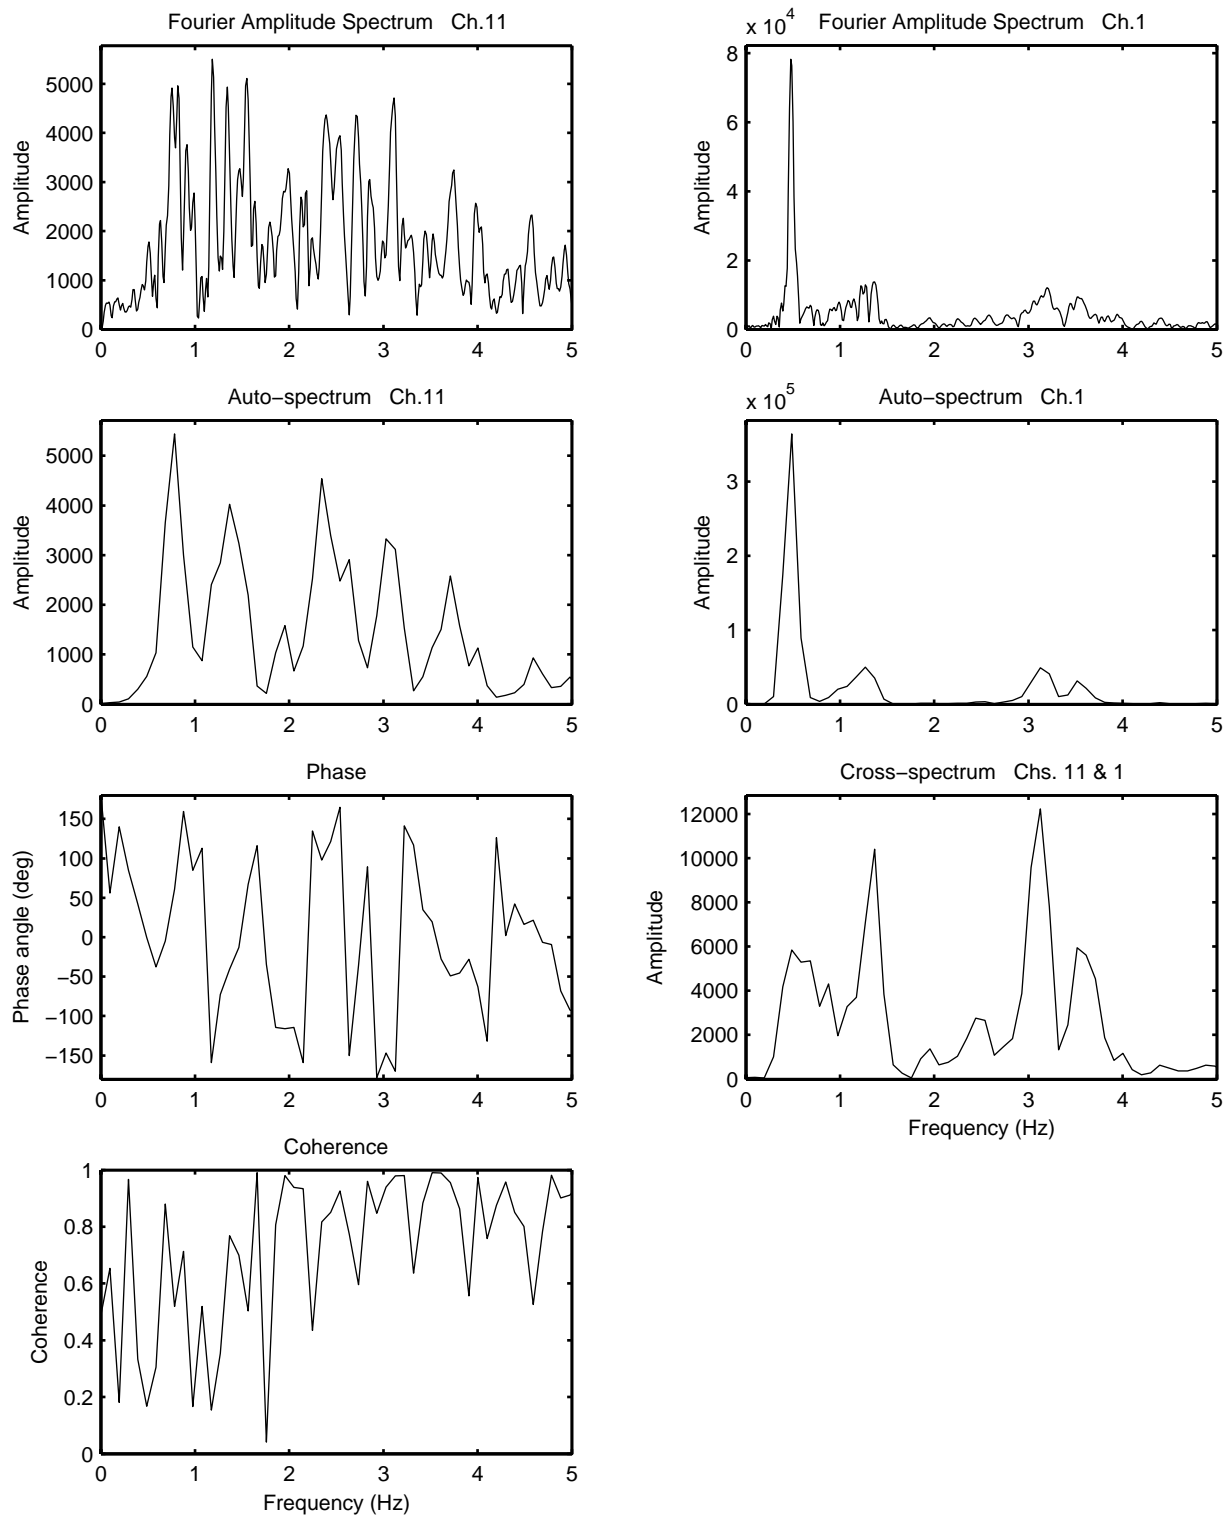 Fourier Amplitude Spectrum Ch.11
Amplitude
5000
4000
3000
2000
1000
0
0 1 2 3 4 5
Fourier Amplitude Spectrum Ch.1
x 10^4
Amplitude
8
6
4
2
0
0 1 2 3 4 5
Auto−spectrum Ch.11
Amplitude
5000
4000
3000
2000
1000
0
0 1 2 3 4 5
Auto−spectrum Ch.1
x 10^5
Amplitude
3
2
1
0
0 1 2 3 4 5
Phase
Phase angle (deg)
150
100
50
0
−50
−100
−150
0 1 2 3 4 5
Cross−spectrum Chs. 11 & 1
Amplitude
12000
10000
8000
6000
4000
2000
0
0 1 2 3 4 5
Frequency (Hz)
Coherence
Coherence
1
0.8
0.6
0.4
0.2
0
0 1 2 3 4 5
Frequency (Hz)